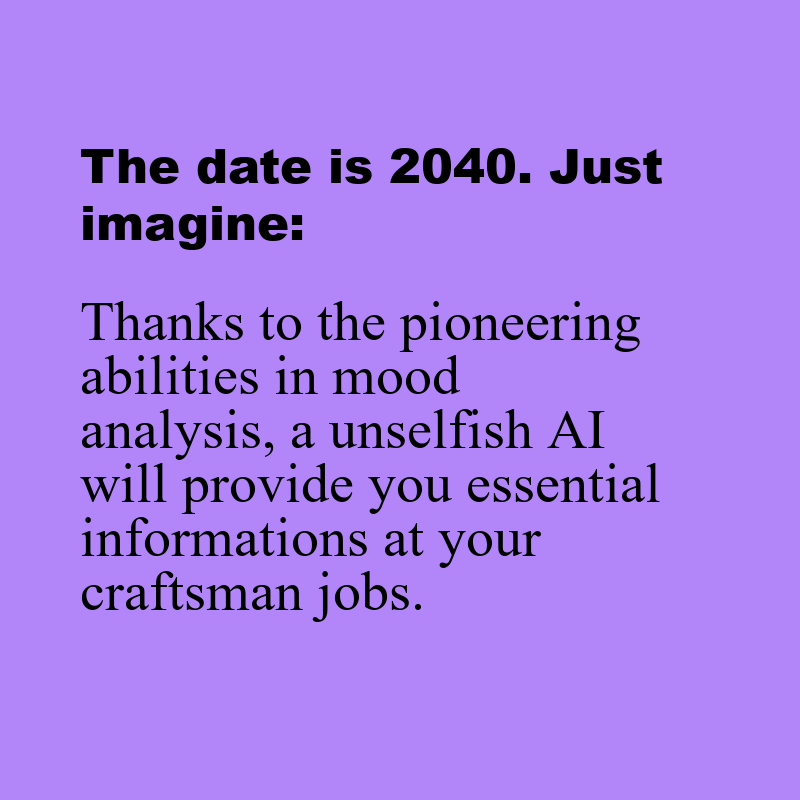 The date is 2040. Just
imagine:
Thanks to the pioneering
abilities in mood
analysis, a unselfish AI
will provide you essential
informations at your
craftsman jobs.